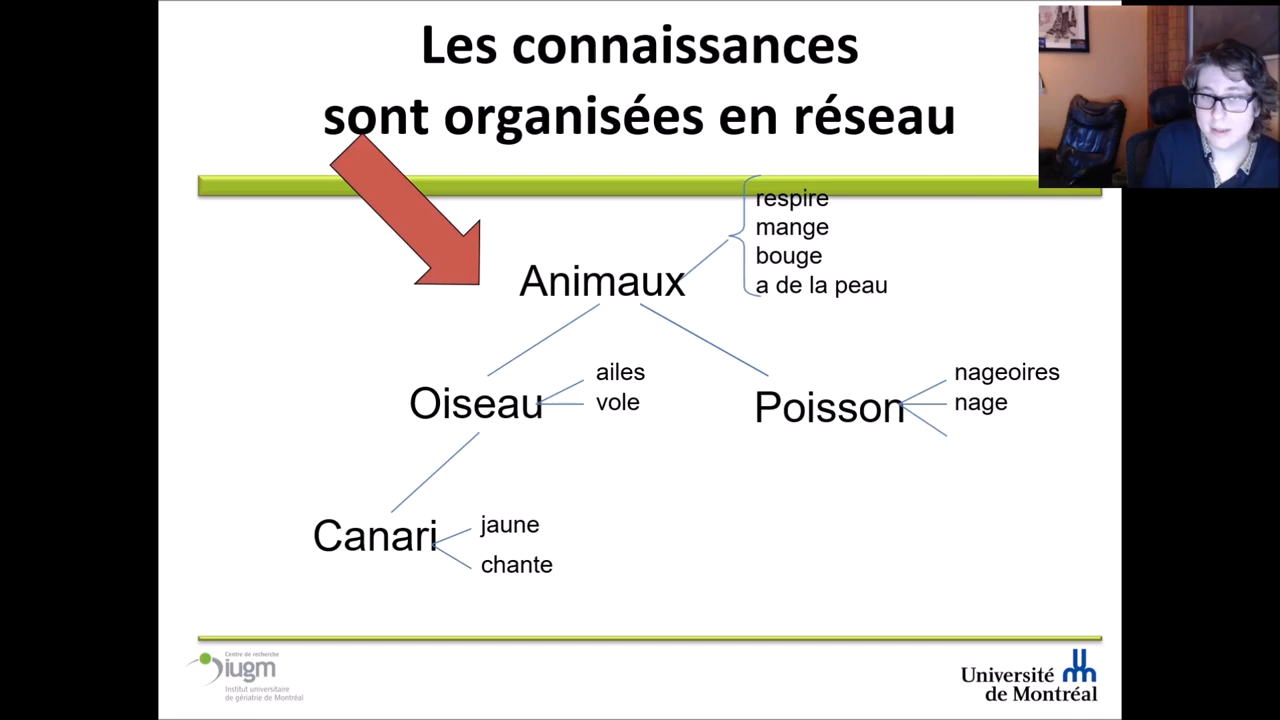 Les connaissances
sont organisées en réseau
respire
mange
bouge
a de la peau
Animaux
ailes
vole
Oiseau
nageoires
nage
Poisson
jaune
chante
Canari
Centre de recherche
iugm
Institut universitaire
de gériatrie de Montréal
Université
de Montréal